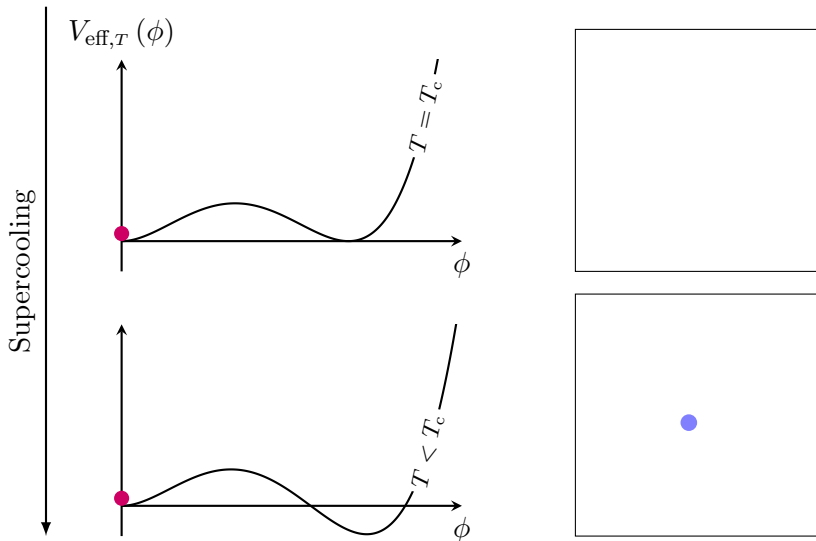 V_eff,T (ϕ)
T = T_c
ϕ
Supercooling
T < T_c
ϕ